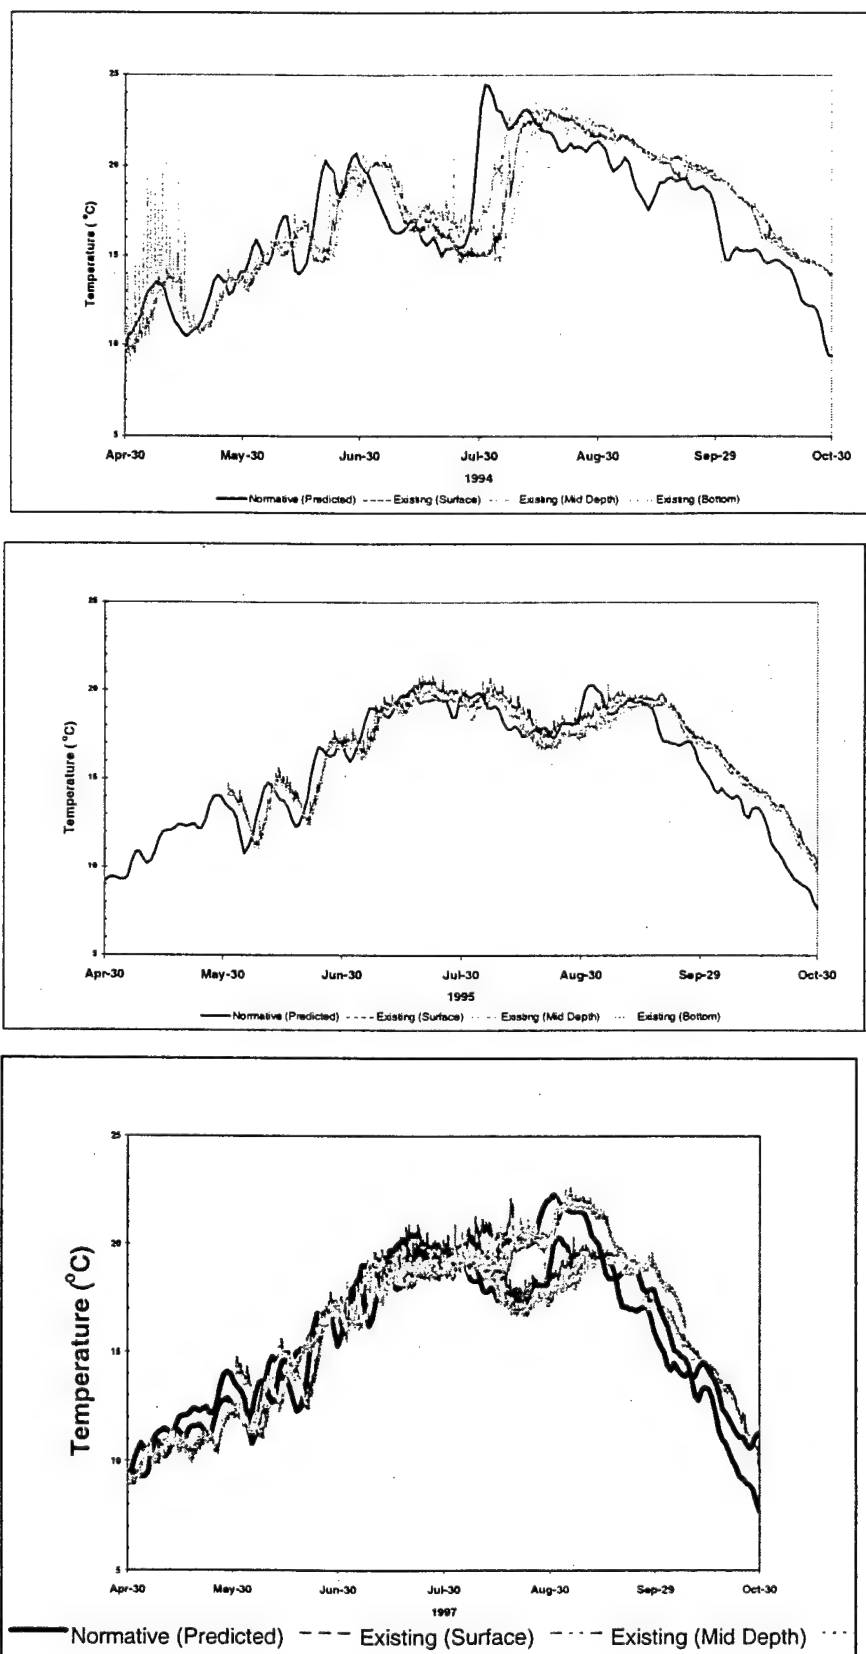 25
20
15
10
5
Temperature (°C)
Apr-30 May-30 Jun-30 Jul-30 Aug-30 Sep-29 Oct-30
1994
Normative (Predicted) Existing (Surface) Existing (Mid Depth) Existing (Bottom)
25
20
15
10
5
Temperature (°C)
Apr-30 May-30 Jun-30 Jul-30 Aug-30 Sep-29 Oct-30
1995
Normative (Predicted) Existing (Surface) Existing (Mid Depth) Existing (Bottom)
25
20
15
10
5
Temperature (°C)
Apr-30 May-30 Jun-30 Jul-30 Aug-30 Sep-29 Oct-30
1997
Normative (Predicted) Existing (Surface) Existing (Mid Depth)